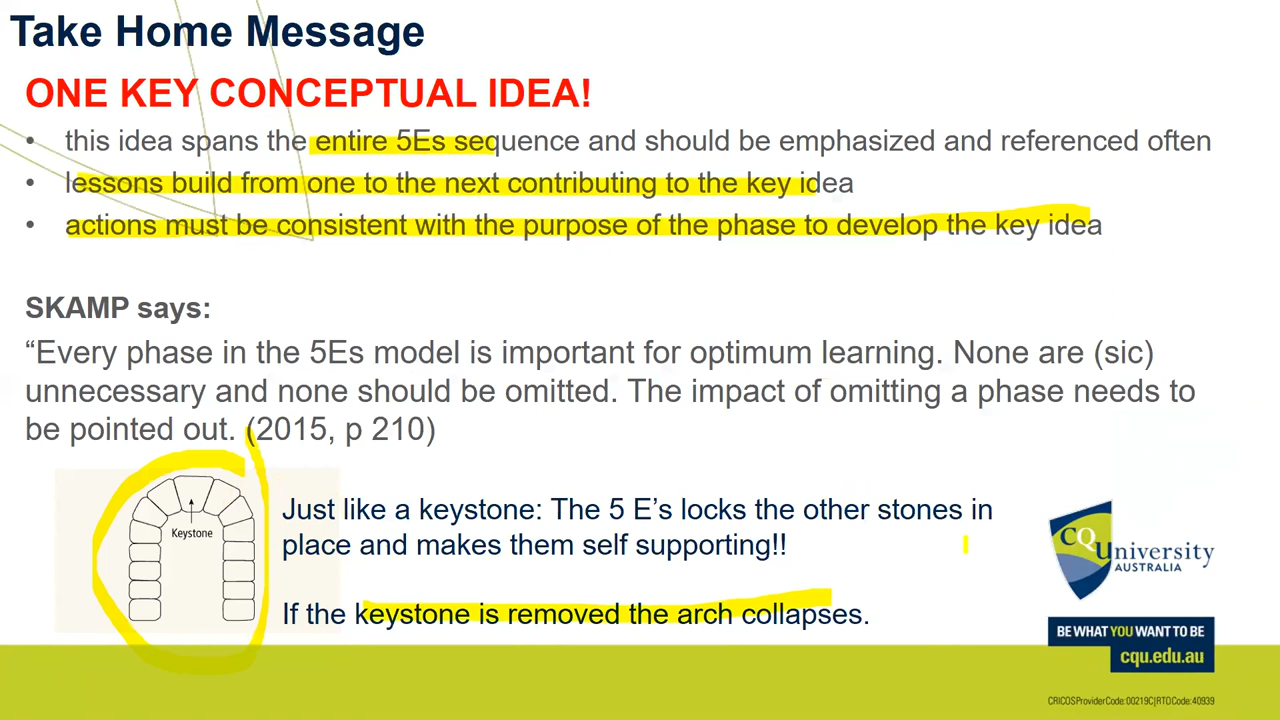 Take Home Message
ONE KEY CONCEPTUAL IDEA!
• this idea spans the entire 5Es sequence and should be emphasized and referenced often
• lessons build from one to the next contributing to the key idea
• actions must be consistent with the purpose of the phase to develop the key idea
SKAMP says:
“Every phase in the 5Es model is important for optimum learning. None are (sic)
unnecessary and none should be omitted. The impact of omitting a phase needs to
be pointed out. (2015, p 210)
Keystone
Just like a keystone: The 5 E’s locks the other stones in
place and makes them self supporting!!
If the keystone is removed the arch collapses.
CQUniversity
AUSTRALIA
BE WHAT YOU WANT TO BE
cqu.edu.au
CRICOS Provider Code: 00219C | RTO Code: 40939